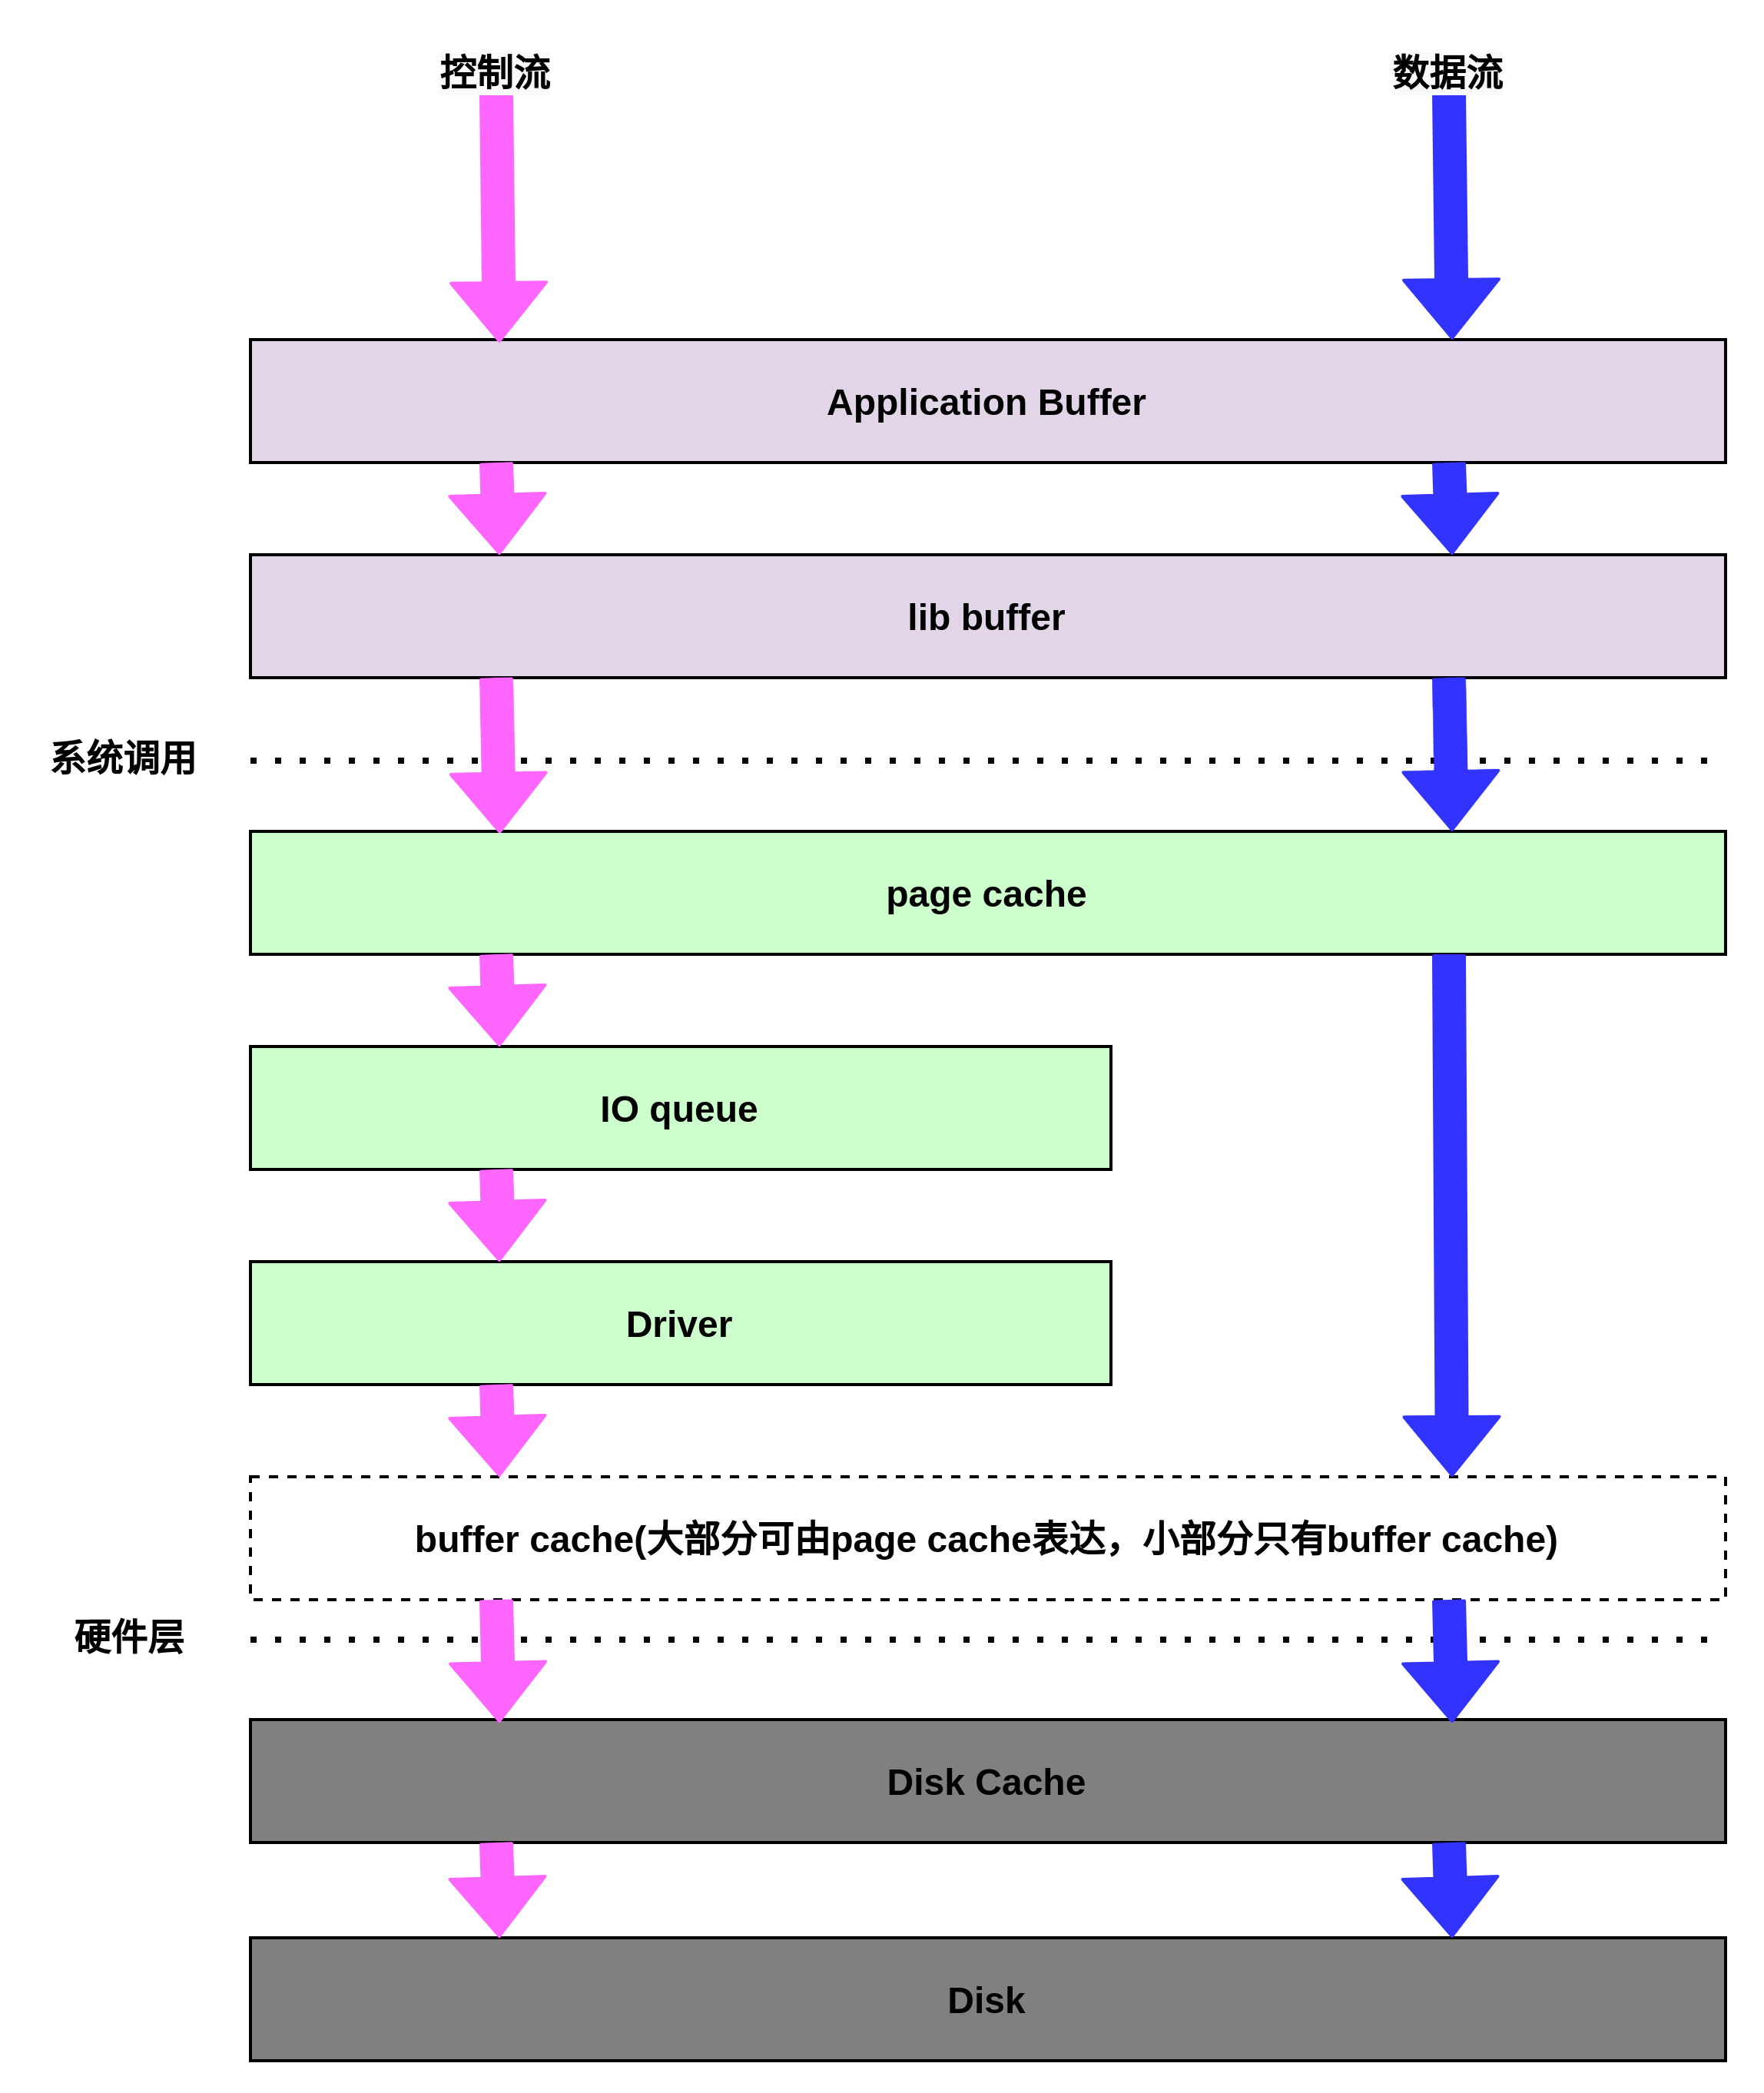 控制流
数据流
Application Buffer
lib buffer
系统调用
page cache
IO queue
Driver
buffer cache(大部分可由page cache表达，小部分只有buffer cache)
硬件层
Disk Cache
Disk